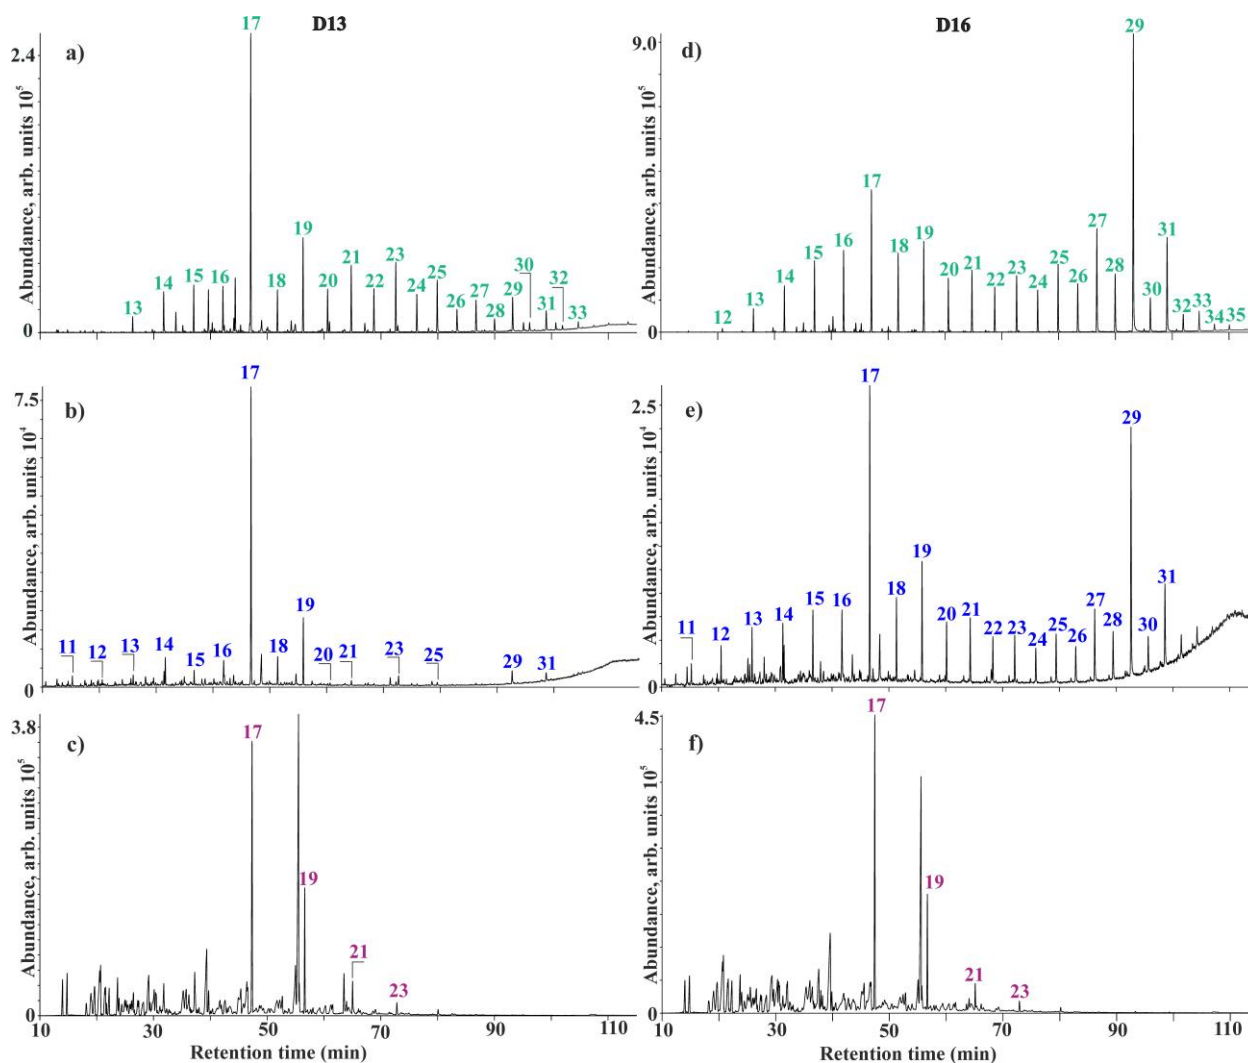 D13
a)
2.4
0
Abundance, arb. units 10⁵
13 14 15 16 17 18 19 20 21 22 23 24 25 26 27 28 29 30 31 32 33
D16
d)
9.0
0
Abundance, arb. units 10⁵
12 13 14 15 16 17 18 19 20 21 22 23 24 25 26 27 28 29 30 31 32 33 34 35
b)
7.5
0
Abundance, arb. units 10⁴
11 12 13 14 15 16 17 18 19 20 21 23 25 29 31
e)
2.5
0
Abundance, arb. units 10⁴
11 12 13 14 15 16 17 18 19 20 21 22 23 24 25 26 27 28 29 30 31
c)
3.8
0
Abundance, arb. units 10⁵
17 19 21 23
10 30 50 70 90 110
Retention time (min)
f)
4.5
0
Abundance, arb. units 10⁵
17 19 21 23
10 30 50 70 90 110
Retention time (min)